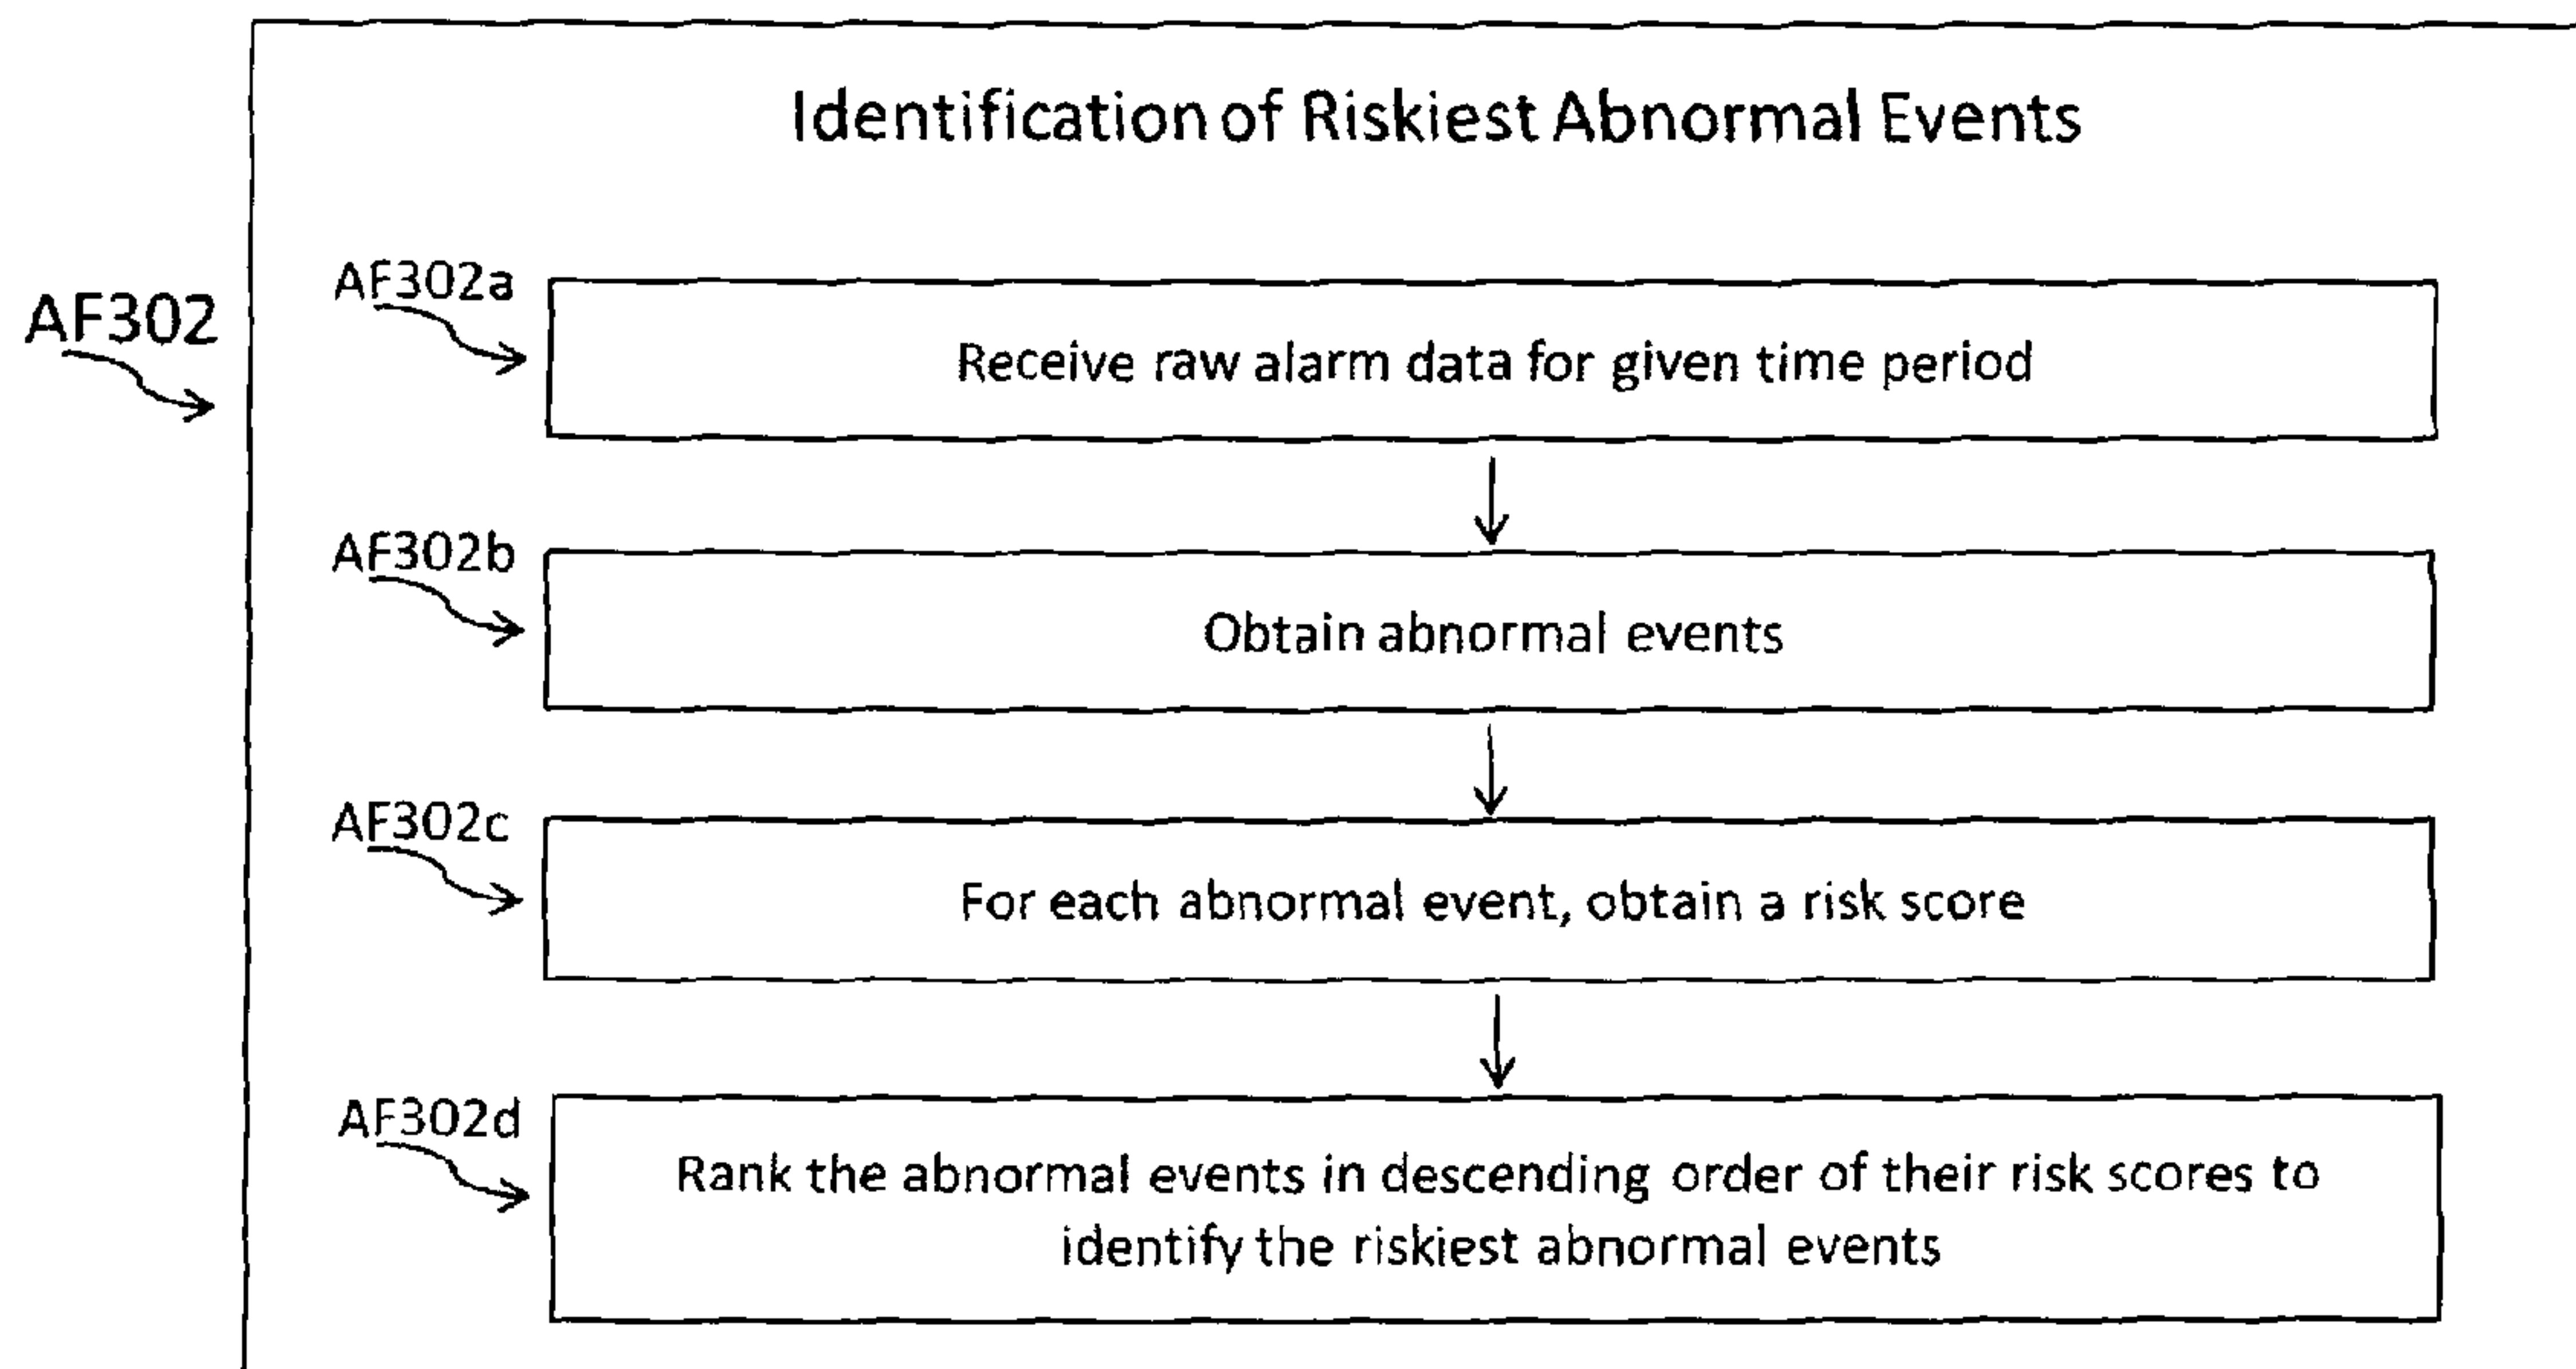 Identification of Riskiest Abnormal Events
AF302
AF302a
Receive raw alarm data for given time period
AF302b
Obtain abnormal events
AF302c
For each abnormal event, obtain a risk score
AF302d
Rank the abnormal events in descending order of their risk scores to
identify the riskiest abnormal events